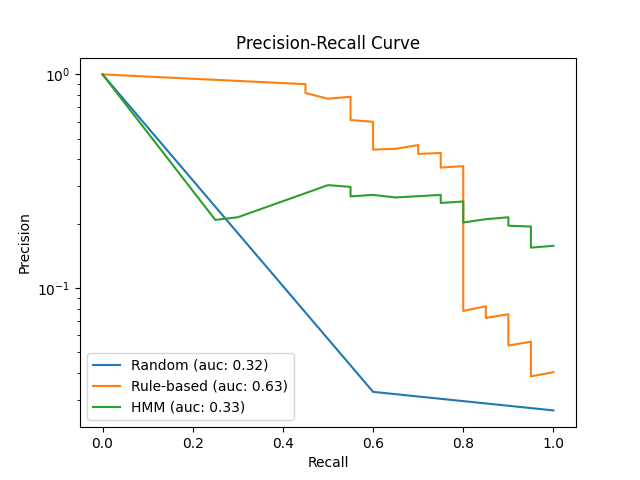 Precision-Recall Curve
Precision
10⁰
10⁻¹
Random (auc: 0.32)
Rule-based (auc: 0.63)
HMM (auc: 0.33)
0.0 0.2 0.4 0.6 0.8 1.0
Recall